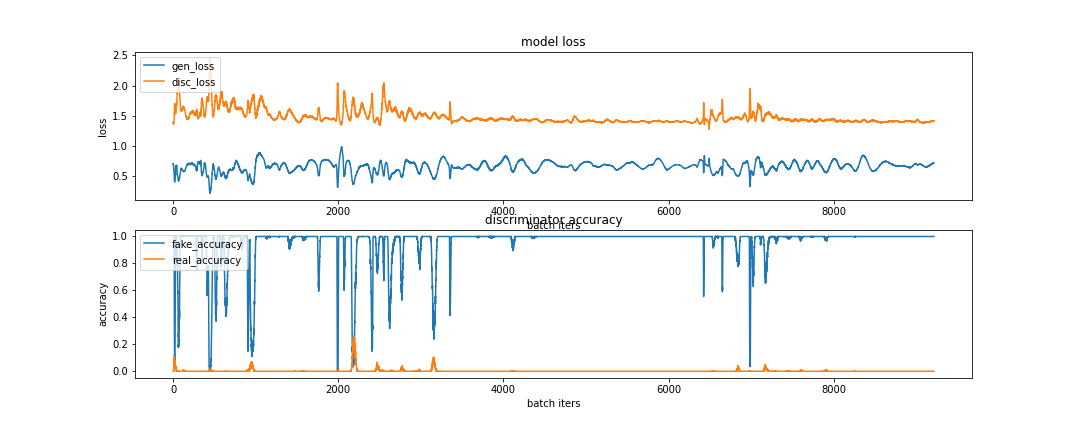 model loss
2.5
2.0
1.5
1.0
0.5
loss
gen_loss
disc_loss
0 2000 4000 6000 8000
batch iters
discriminator accuracy
1.0
0.8
0.6
0.4
0.2
0.0
accuracy
fake_accuracy
real_accuracy
0 2000 4000 6000 8000
batch iters